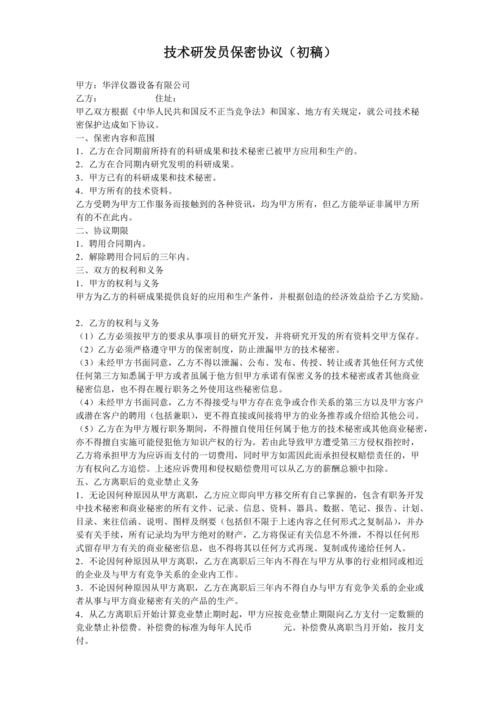 技术研发员保密协议（初稿）
甲方：华洋仪器设备有限公司
乙方： 住址：
甲乙双方根据《中华人民共和国反不正当竞争法》和国家、地方有关规定，就公司技术秘
密保护达成如下协议。
一、保密内容和范围
1．乙方在合同期前所持有的科研成果和技术秘密已被甲方应用和生产的。
2．乙方在合同期内研究发明的科研成果。
3．甲方已有的科研成果和技术秘密。
4．甲方所有的技术资料。
乙方受聘为甲方工作服务而接触到的各种资讯，均为甲方所有，但乙方能举证非属甲方所
有的不在此内。
二、协议期限
1．聘用合同期内。
2．解除聘用合同后的三年内。
三、双方的权利和义务
1．甲方的权利与义务
甲方为乙方的科研成果提供良好的应用和生产条件，并根据创造的经济效益给予乙方奖励。
2．乙方的权利与义务
（1）乙方必须按甲方的要求从事项目的研究开发，并将研究开发的所有资料交甲方保存。
（2）乙方必须严格遵守甲方的保密制度，防止泄漏甲方的技术秘密。
（3）未经甲方书面同意，乙方不得以泄漏、公布、发布、传授、转让或者其他任何方式使
任何第三方知悉属于甲方或者虽属于他方但甲方承诺有保密义务的技术秘密或者其他商业
秘密信息，也不得在履行职务之外使用这些秘密信息。
（4）未经甲方书面同意，乙方不得接受与甲方存在竞争或合作关系的第三方以及甲方客户
或潜在客户的聘用（包括兼职），更不得直接或间接将甲方的业务推荐或介绍给其他公司。
（5）乙方在为甲方履行职务期间，不得擅自使用任何属于他方的技术秘密或其他商业秘密，
亦不得擅自实施可能侵犯他方知识产权的行为。若由此导致甲方遭受第三方侵权指控时，
乙方将承担甲方为应诉而支付的一切费用，同时甲方如需因此而承担侵权赔偿责任的，甲
方有权向乙方追偿。上述应诉费用和侵权赔偿费用可以从乙方的薪酬总额中扣除。
五、乙方离职后的竞业禁止义务
1．无论因何种原因从甲方离职，乙方应立即向甲方移交所有自已掌握的，包含有职务开发
中技术秘密和商业秘密的所有文件、记录、信息、资料、器具、数据、笔记、报告、计划、
目录、来往信函、说明、图样及纲要（包括但不限于上述内容之任何形式之复制品），并办
妥有关手续，所有记录均为甲方绝对的财产，乙方将保证有关信息不外泄，不得以任何形
式留存甲方有关的商业秘密信息，也不得将其以任何方式再现、复制或传递给任何人。
2．不论因何种原因从甲方离职，乙方在离职后三年内不得在与甲方从事的行业相同或相近
的企业及与甲方有竞争关系的企业内工作。
3．不论因何种原因从甲方离职，乙方在离职后三年内不得自办与甲方有竞争关系的企业或
者从事与甲方商业秘密有关的产品的生产。
4．从乙方离职后开始计算竞业禁止期时起，甲方应按竞业禁止期限向乙方支付一定数额的
竞业禁止补偿费。补偿费的标准为每年人民币 元。补偿费从离职当月开始，按月支
付。